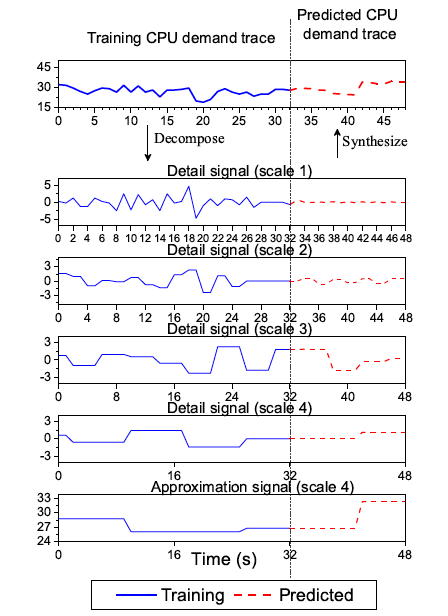 Training CPU demand trace
Predicted CPU
demand trace
45
30
15
0 5 10 15 20 25 30 35 40 45
Decompose
Synthesize
Detail signal (scale 1)
5
0
-5
0 2 4 6 8 10 12 14 16 18 20 22 24 26 28 30 32 34 36 38 40 42 44 46 48
Detail signal (scale 2)
3
0
-3
0 4 8 12 16 20 24 28 32 36 40 44 48
Detail signal (scale 3)
3
0
-3
0 8 16 24 32 40 48
Detail signal (scale 4)
3
0
-3
16 32 48
Approximation signal (scale 4)
33
30
27
24
0 16 32 48
Time (s)
Training Predicted